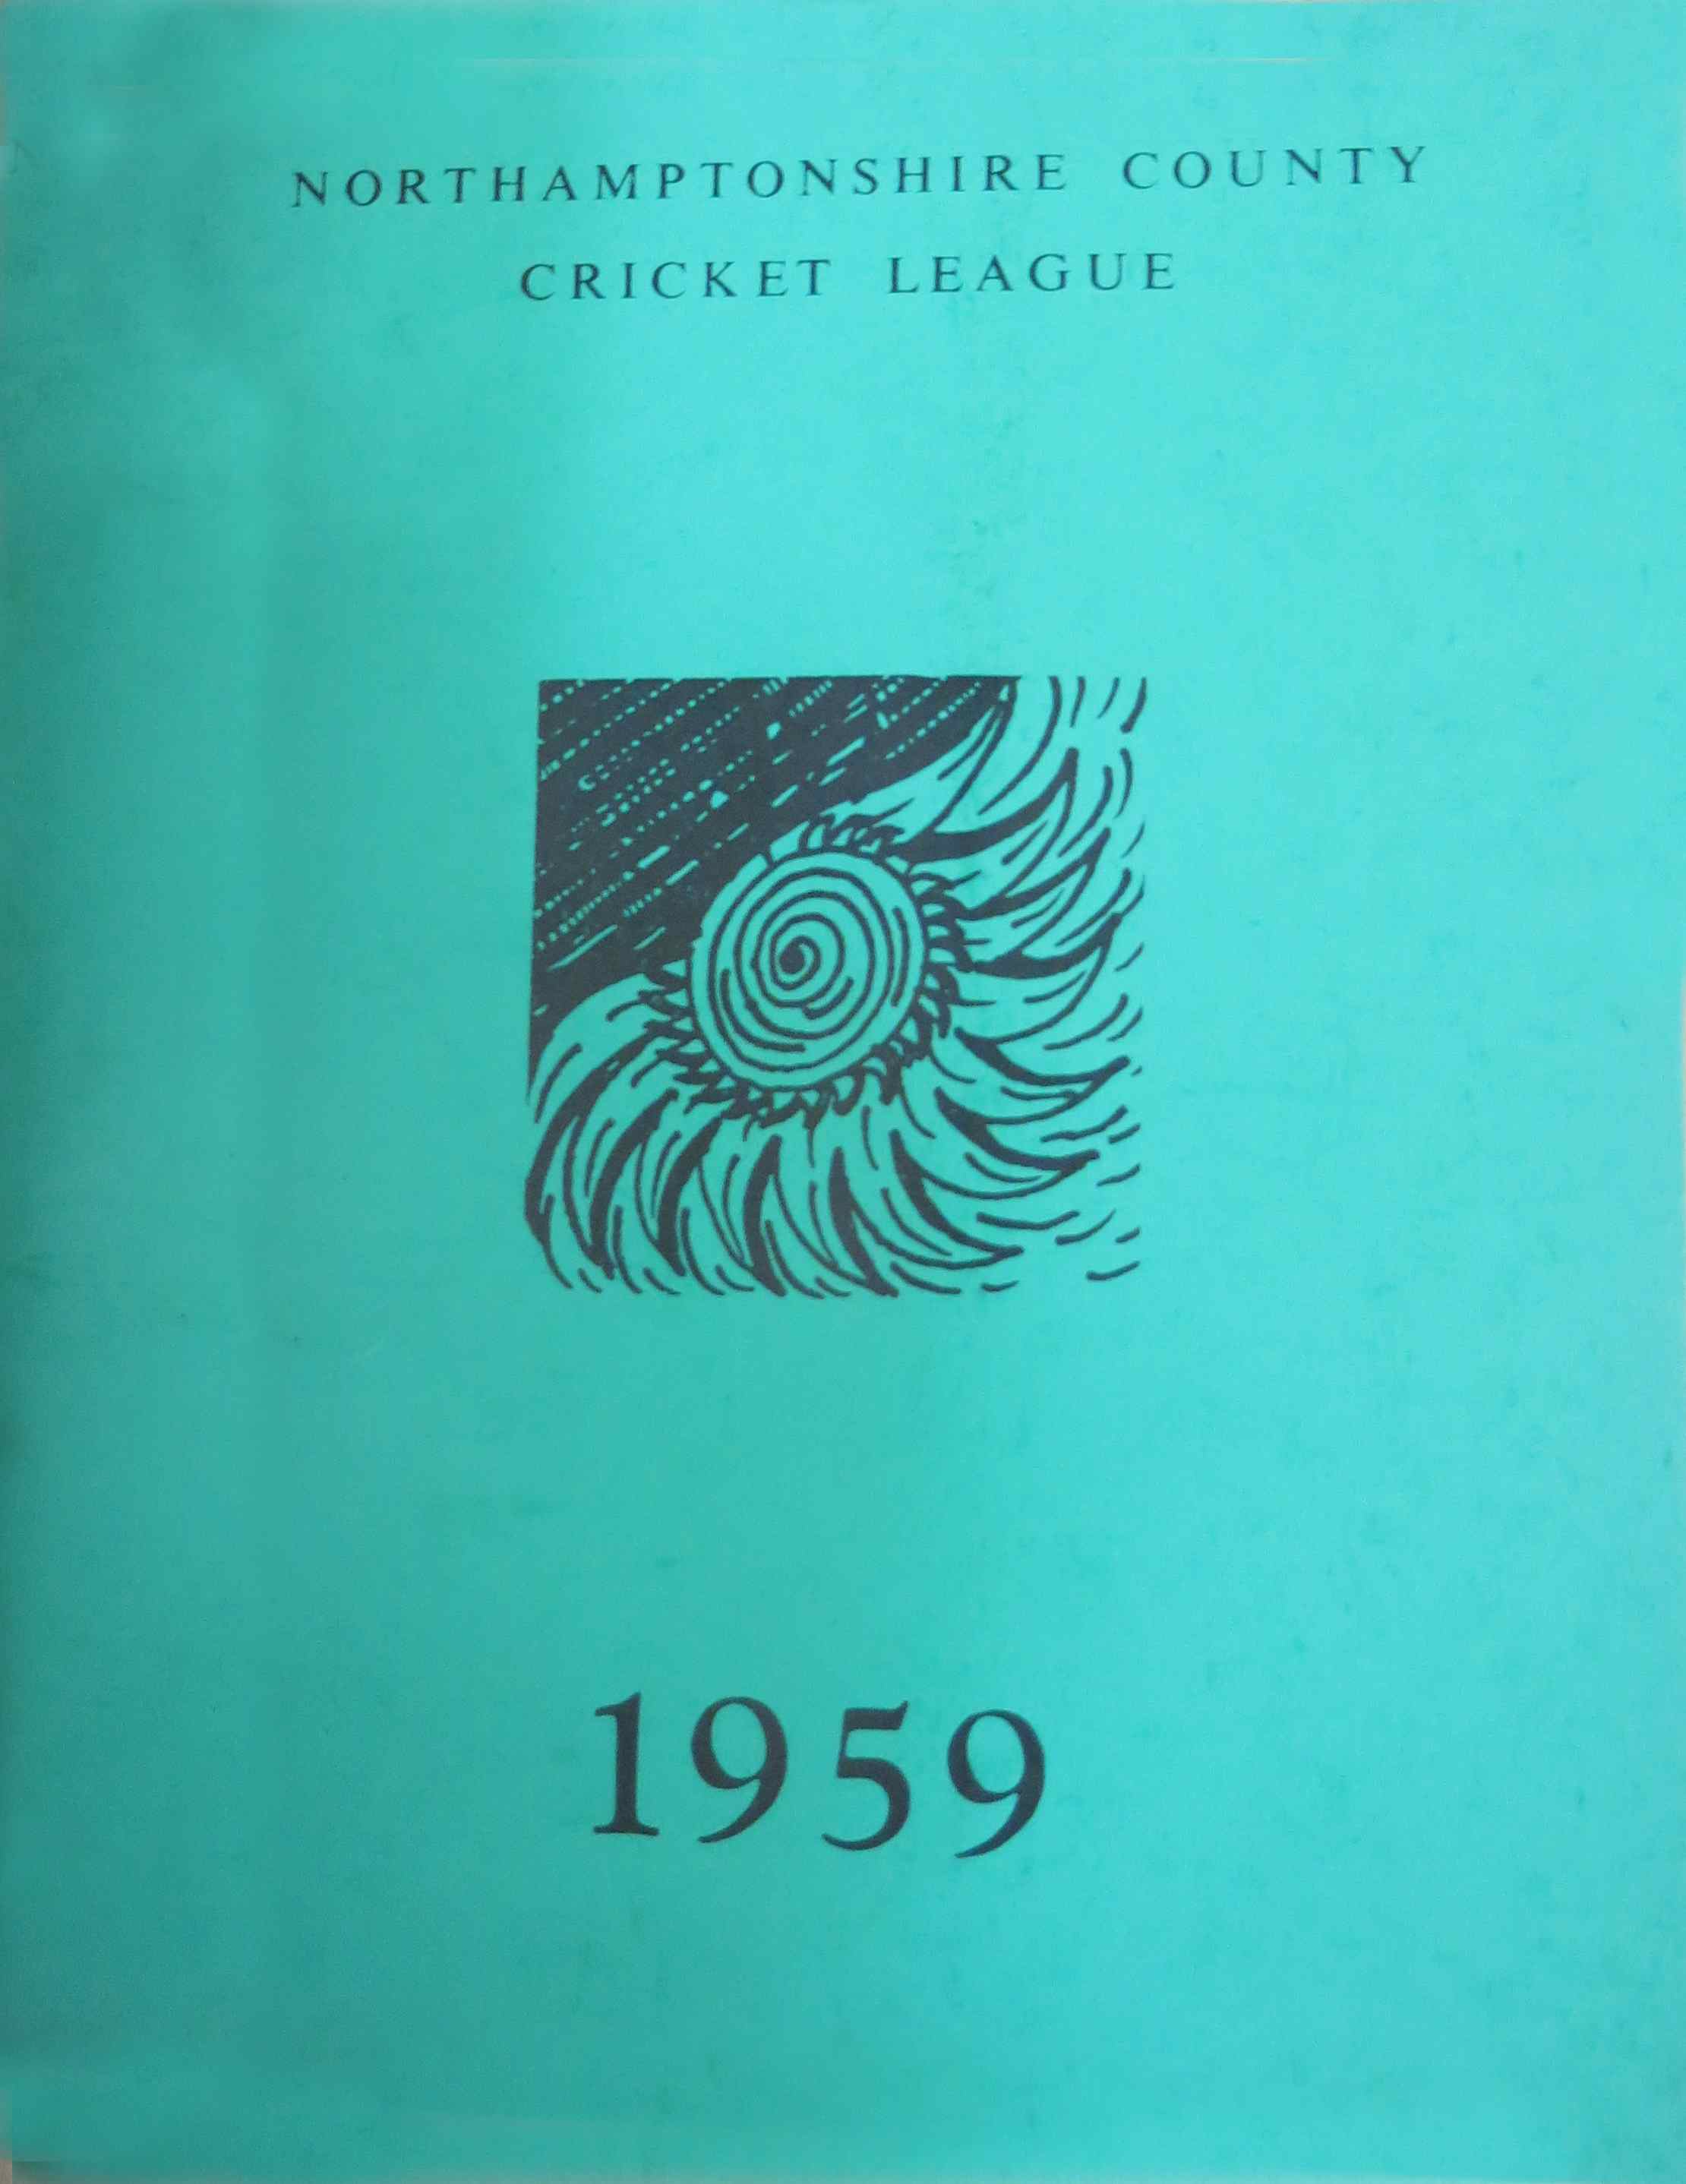 NORTHAMPTONSHIRE COUNTY
CRICKET LEAGUE
1959